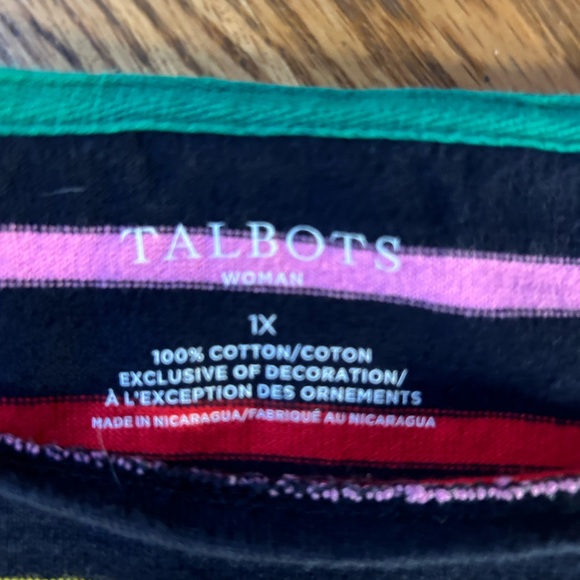 TALBOTS
WOMAN
1X
100% COTTON/COTON
EXCLUSIVE OF DECORATION/
À L'EXCEPTION DES ORNEMENTS
MADE IN NICARAGUA/FABRIQUÉ AU NICARAGUA